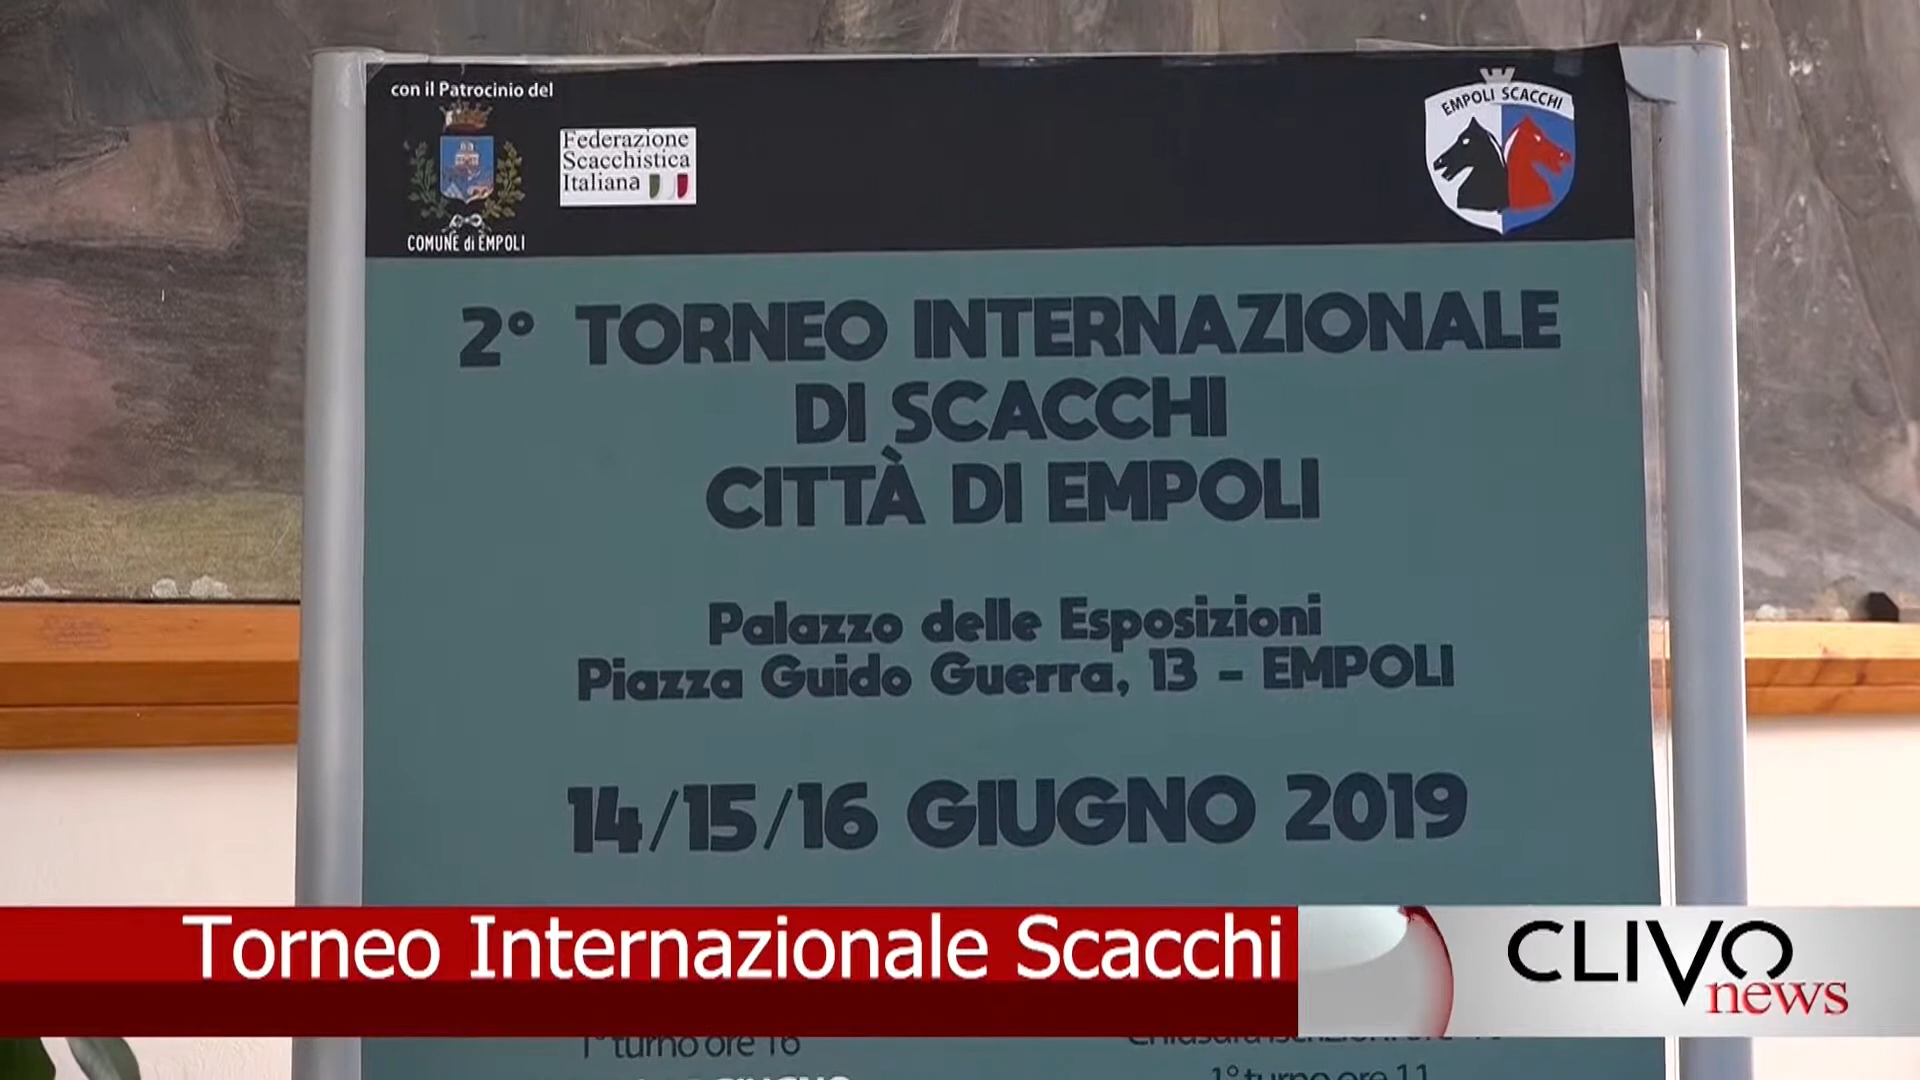 con il Patrocinio del
COMUNE di EMPOLI
Federazione
Scacchistica
Italiana
EMPOLI SCACCHI
2° TORNEO INTERNAZIONALE
DI SCACCHI
CITTÀ DI EMPOLI
Palazzo delle Esposizioni
Piazza Guido Guerra, 13 - EMPOLI
14/15/16 GIUGNO 2019
Torneo Internazionale Scacchi
CLIVO
news
1° turno ore 16
1° turno ore 11